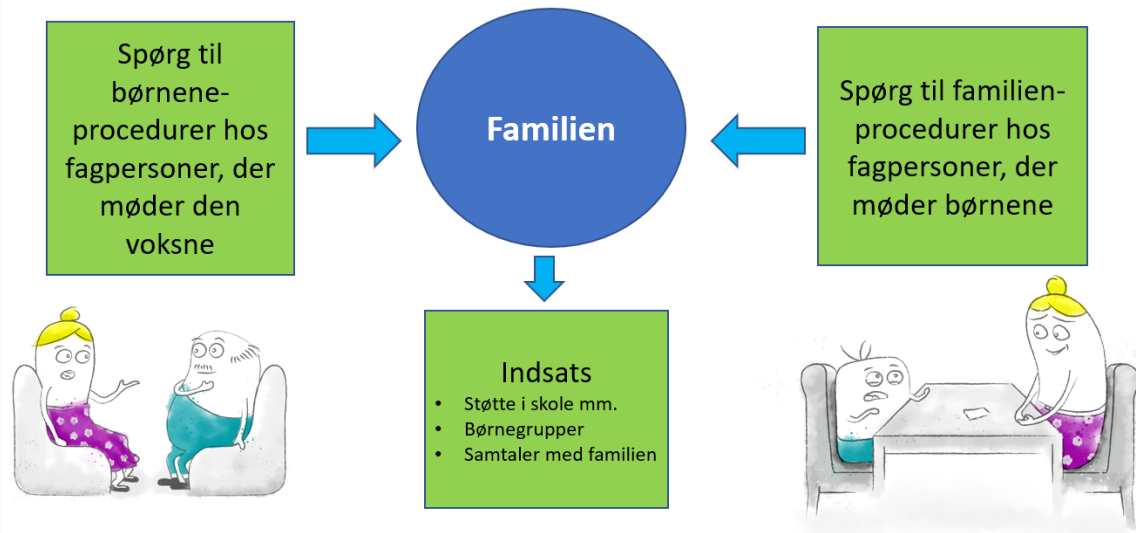 Spørg til
børnene-
procedurer hos
fagpersoner, der
møder den
voksne
Familien
Spørg til familien-
procedurer hos
fagpersoner, der
møder børnene
Indsats
• Støtte i skole mm.
• Børnegrupper
• Samtaler med familien